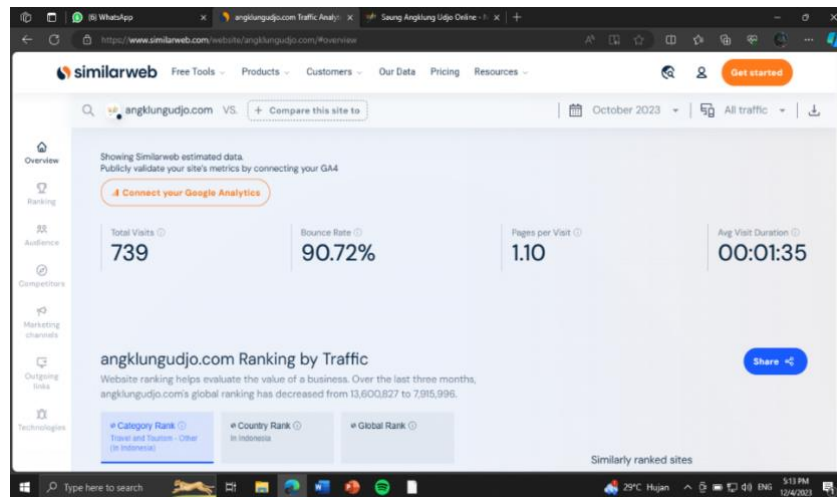 (6) WhatsApp
angklungudjo.com Traffic Analyt
Saung Angklung Udjo Online -
https://www.similarweb.com/website/angklungudjo.com/#overview
similarweb
Free Tools
Products
Customers
Our Data
Pricing
Resources
Get started
angklungudjo.com
VS.
+ Compare this site to
October 2023
All traffic
Overview
Ranking
Audience
Competitors
Marketing
channels
Outgoing
links
Technologies
Showing Similarweb estimated data.
Publicly validate your site's metrics by connecting your GA4
Connect your Google Analytics
Total Visits
739
Bounce Rate
90.72%
Pages per Visit
1.10
Avg Visit Duration
00:01:35
angklungudjo.com Ranking by Traffic
Website ranking helps evaluate the value of a business. Over the last three months,
angklungudjo.com's global ranking has decreased from 13,600,827 to 7,915,996.
Share
# Category Rank
Travel and Tourism - Other
(in Indonesia)
# Country Rank
in Indonesia
# Global Rank
Similarly ranked sites
Type here to search
29°C Hujan
ENG
5:13 PM
12/4/2023